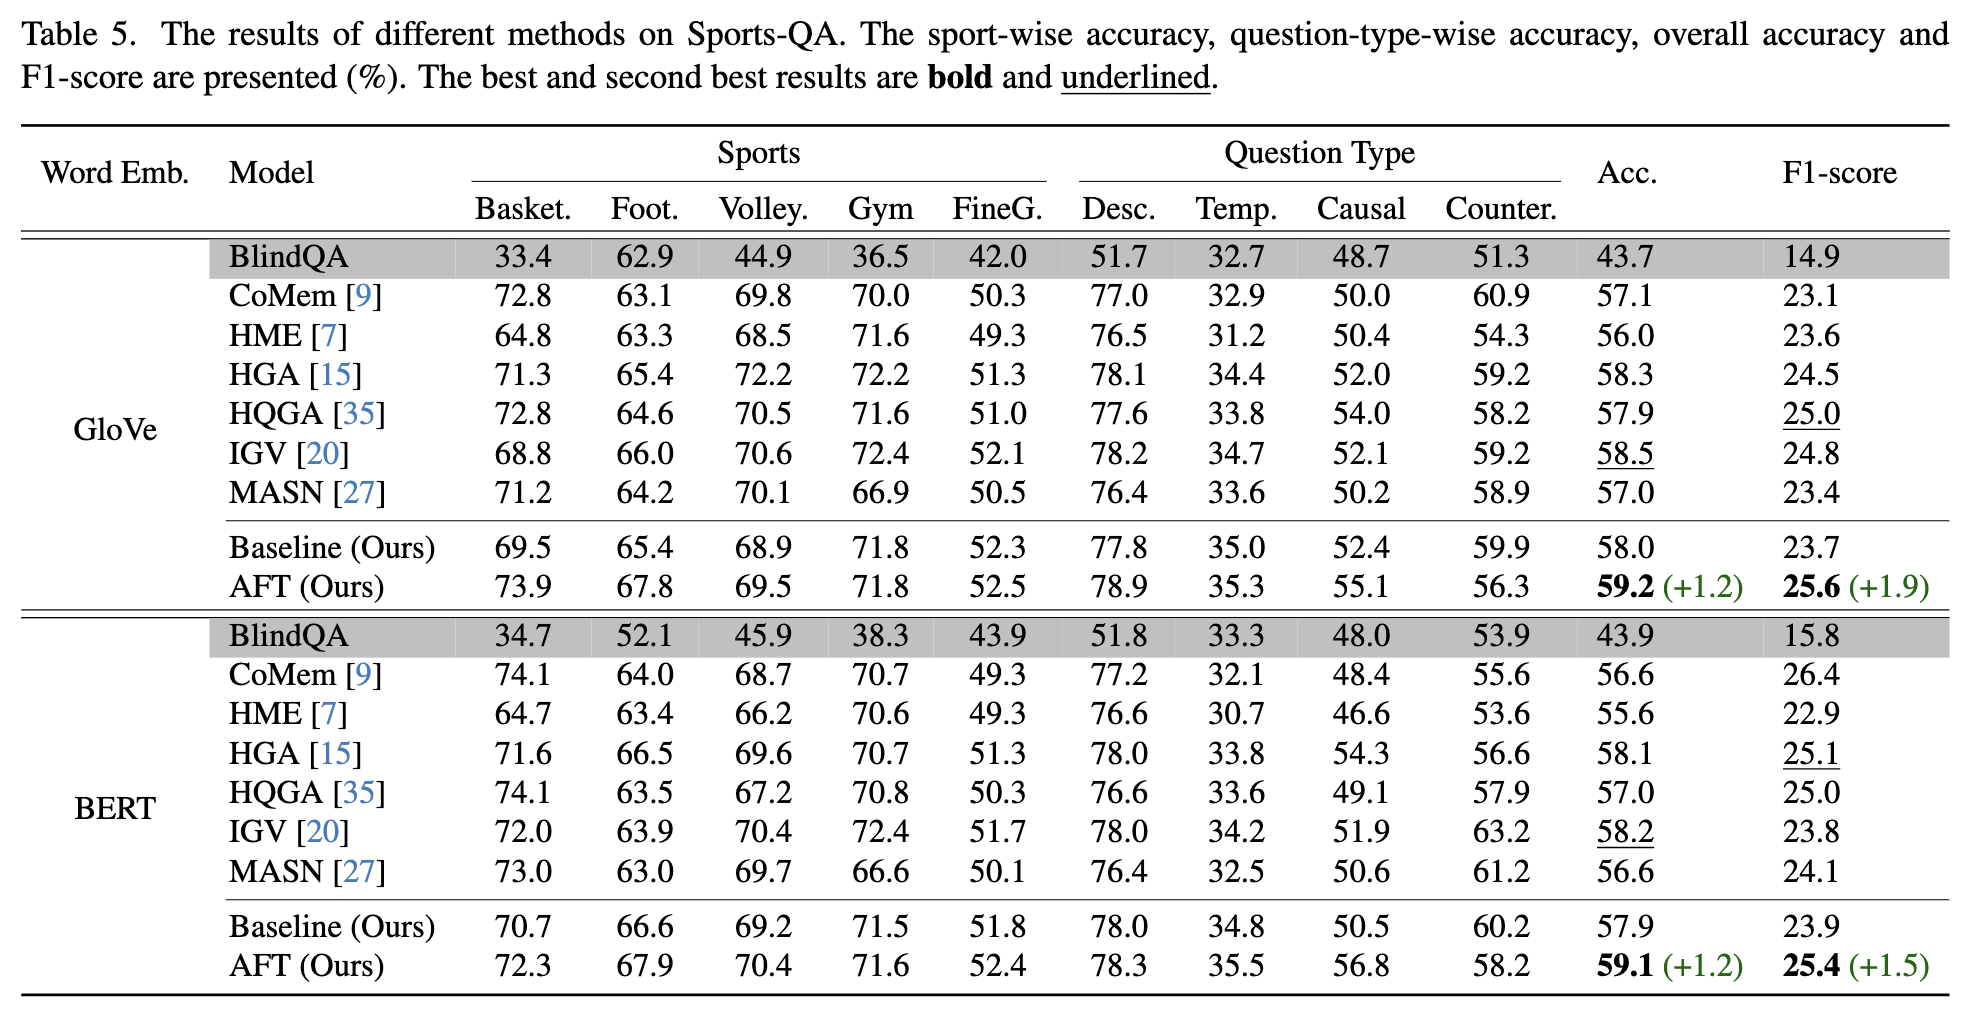 Table 5. The results of different methods on Sports-QA. The sport-wise accuracy, question-type-wise accuracy, overall accuracy and
F1-score are presented (%). The best and second best results are bold and underlined.
Word Emb. Model Sports Question Type Acc. F1-score
Basket. Foot. Volley. Gym FineG. Desc. Temp. Causal Counter.
GloVe
BlindQA 33.4 62.9 44.9 36.5 42.0 51.7 32.7 48.7 51.3 43.7 14.9
CoMem [9] 72.8 63.1 69.8 70.0 50.3 77.0 32.9 50.0 60.9 57.1 23.1
HME [7] 64.8 63.3 68.5 71.6 49.3 76.5 31.2 50.4 54.3 56.0 23.6
HGA [15] 71.3 65.4 72.2 72.2 51.3 78.1 34.4 52.0 59.2 58.3 24.5
HQGA [35] 72.8 64.6 70.5 71.6 51.0 77.6 33.8 54.0 58.2 57.9 25.0
IGV [20] 68.8 66.0 70.6 72.4 52.1 78.2 34.7 52.1 59.2 58.5 24.8
MASN [27] 71.2 64.2 70.1 66.9 50.5 76.4 33.6 50.2 58.9 57.0 23.4
Baseline (Ours) 69.5 65.4 68.9 71.8 52.3 77.8 35.0 52.4 59.9 58.0 23.7
AFT (Ours) 73.9 67.8 69.5 71.8 52.5 78.9 35.3 55.1 56.3 59.2 (+1.2) 25.6 (+1.9)
BERT
BlindQA 34.7 52.1 45.9 38.3 43.9 51.8 33.3 48.0 53.9 43.9 15.8
CoMem [9] 74.1 64.0 68.7 70.7 49.3 77.2 32.1 48.4 55.6 56.6 26.4
HME [7] 64.7 63.4 66.2 70.6 49.3 76.6 30.7 46.6 53.6 55.6 22.9
HGA [15] 71.6 66.5 69.6 70.7 51.3 78.0 33.8 54.3 56.6 58.1 25.1
HQGA [35] 74.1 63.5 67.2 70.8 50.3 76.6 33.6 49.1 57.9 57.0 25.0
IGV [20] 72.0 63.9 70.4 72.4 51.7 78.0 34.2 51.9 63.2 58.2 23.8
MASN [27] 73.0 63.0 69.7 66.6 50.1 76.4 32.5 50.6 61.2 56.6 24.1
Baseline (Ours) 70.7 66.6 69.2 71.5 51.8 78.0 34.8 50.5 60.2 57.9 23.9
AFT (Ours) 72.3 67.9 70.4 71.6 52.4 78.3 35.5 56.8 58.2 59.1 (+1.2) 25.4 (+1.5)